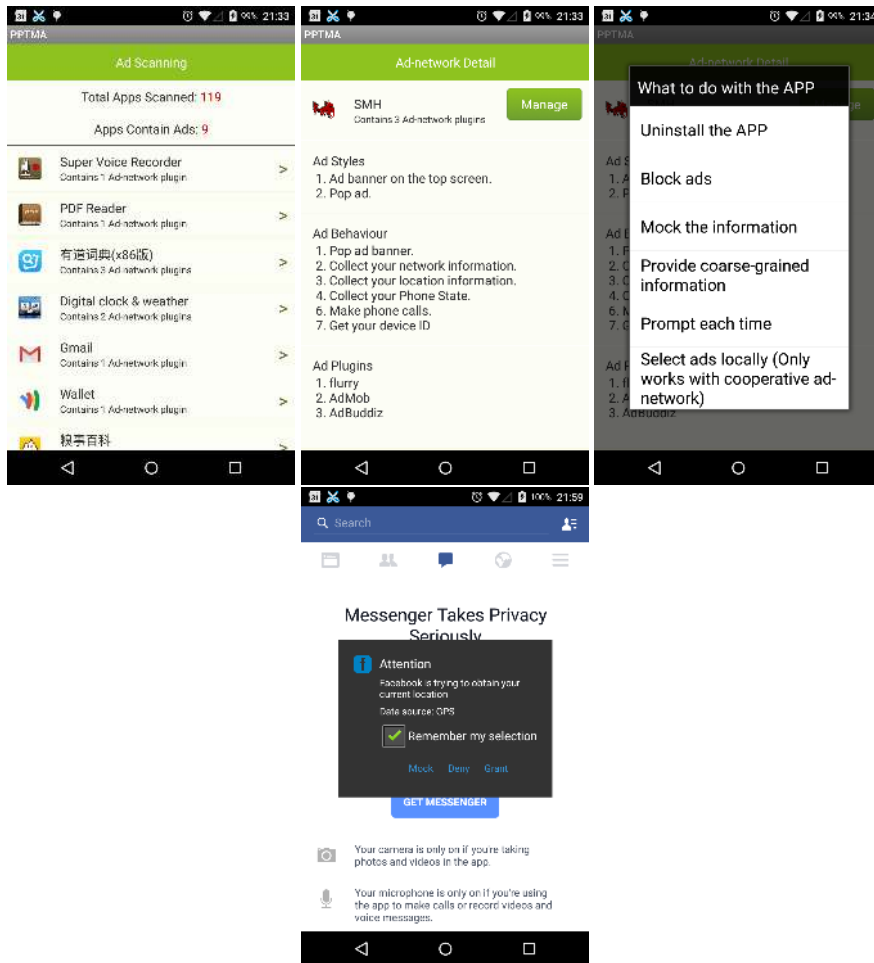 31
99% 21:33
PPTMA
Ad Scanning
Total Apps Scanned: 119
Apps Contain Ads: 9
Super Voice Recorder
Contains 1 Ad-network plugin
>
PDF Reader
Contains 1 Ad-network plugin
>
有道词典(x86版)
Contains 3 Ad-network plugins
>
Digital clock & weather
Contains 2 Ad-network plugins
>
Gmail
Contains 1 Ad-network plugin
>
Wallet
Contains 1 Ad-network plugin
>
糗事百科
>
31
99% 21:33
PPTMA
Ad-network Detail
SMH
Contains 3 Ad-network plugins
Manage
Ad Styles
1. Ad banner on the top screen.
2. Pop ad.
Ad Behaviour
1. Pop ad banner.
2. Collect your network information.
3. Collect your location information.
4. Collect your Phone State.
6. Make phone calls.
7. Get your device ID
Ad Plugins
1. flurry
2. AdMob
3. AdBuddiz
31
99% 21:34
PPTMA
Ad-network Detail
What to do with the APP
Uninstall the APP
Block ads
Mock the information
Provide coarse-grained
information
Prompt each time
Select ads locally (Only
works with cooperative ad-
network)
3. AdBuddiz
31
100% 21:59
Search
Messenger Takes Privacy
Seriously
Attention
Facebook is trying to obtain your
current location
Data source: GPS
Remember my selection
Mock Deny Grant
GET MESSENGER
Your camera is only on if you're taking
photos and videos in the app.
Your microphone is only on if you're using
the app to make calls or record videos and
voice messages.